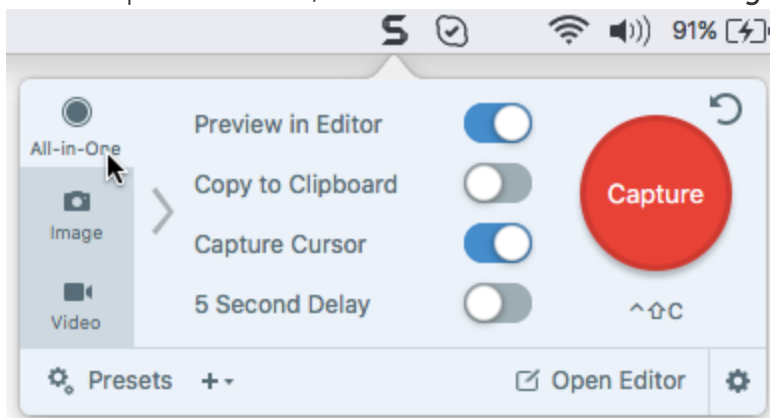 S 91%
All-in-One
Image
Video
Preview in Editor
Copy to Clipboard
Capture Cursor
5 Second Delay
Capture
^⇧C
Presets + Open Editor